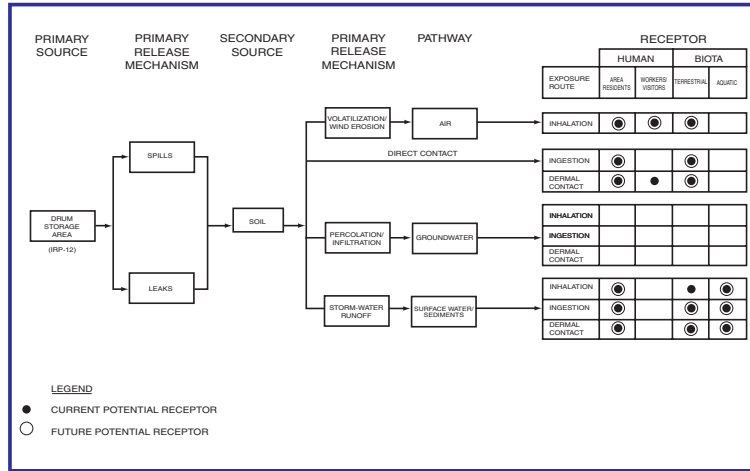 PRIMARY
SOURCE
PRIMARY
RELEASE
MECHANISM
SECONDARY
SOURCE
PRIMARY
RELEASE
MECHANISM
PATHWAY
RECEPTOR
HUMAN
BIOTA
EXPOSURE
ROUTE
AREA
RESIDENTS
WORKERS/
VISITORS
TERRESTRIAL
AQUATIC
VOLATILIZATION/
WIND EROSION
AIR
INHALATION
DIRECT CONTACT
SPILLS
INGESTION
DERMAL
CONTACT
DRUM
STORAGE
AREA
(IRP-12)
SOIL
PERCOLATION/
INFILTRATION
GROUNDWATER
INHALATION
INGESTION
DERMAL
CONTACT
LEAKS
STORM-WATER
RUNOFF
SURFACE WATER/
SEDIMENTS
INHALATION
INGESTION
DERMAL
CONTACT
LEGEND
CURRENT POTENTIAL RECEPTOR
FUTURE POTENTIAL RECEPTOR